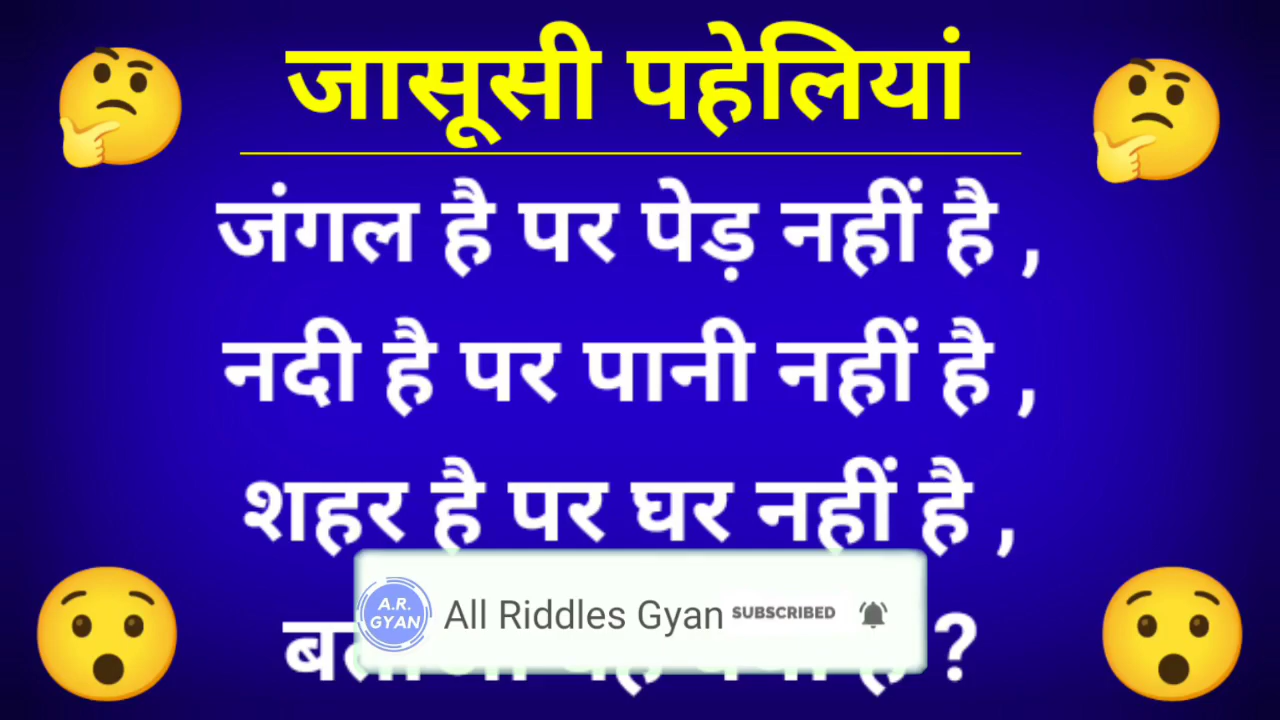 जासूसी पहेलियां
जंगल है पर पेड़ नहीं है ,
नदी है पर पानी नहीं है ,
शहर है पर घर नहीं है ,
A.R.
GYAN
All Riddles Gyan SUBSCRIBED
?